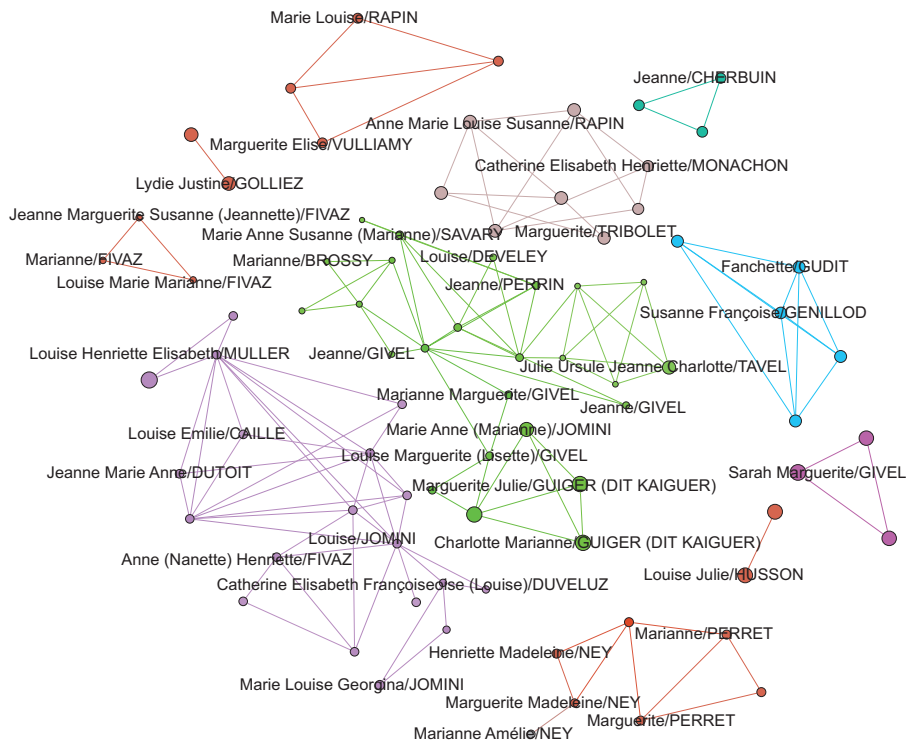 Marie Louise/RAPIN
Jeanne/CHERBUIN
Anne Marie Louise Susanne/RAPIN
Marguerite Elise/VULLIAMY
Catherine Elisabeth Henriette/MONACHON
Lydie Justine/GOLLIEZ
Jeanne Marguerite Susanne (Jeannette)/FIVAZ
Marguerite/TRIBOLET
Marie Anne Susanne (Marianne)/SAVARY
Louise/DEVELEY
Marianne/FIVAZ
Marianne/BROSSY
Fanchette/GUDIT
Louise Marie Marianne/FIVAZ
Jeanne/PERRIN
Susanne Françoise/GENILLOD
Louise Henriette Elisabeth/MULLER
Jeanne/GIVEL
Julie Ursule Jeanne Charlotte/TAVEL
Marianne Marguerite/GIVEL
Jeanne/GIVEL
Louise Emilie/CAILLE
Marie Anne (Marianne)/JOMINI
Louise Marguerite (Lisette)/GIVEL
Jeanne Marie Anne/DUTOIT
Sarah Marguerite/GIVEL
Marguerite Julie/GUIGER (DIT KAIGUER)
Louise/JOMINI
Charlotte Marianne/GUIGER (DIT KAIGUER)
Anne (Nanette) Henriette/FIVAZ
Louise Julie/HUSSON
Catherine Elisabeth Françoiseoise (Louise)/DUVELUZ
Marianne/PERRET
Henriette Madeleine/NEY
Marie Louise Georgina/JOMINI
Marguerite Madeleine/NEY
Marguerite/PERRET
Marianne Amélie/NEY